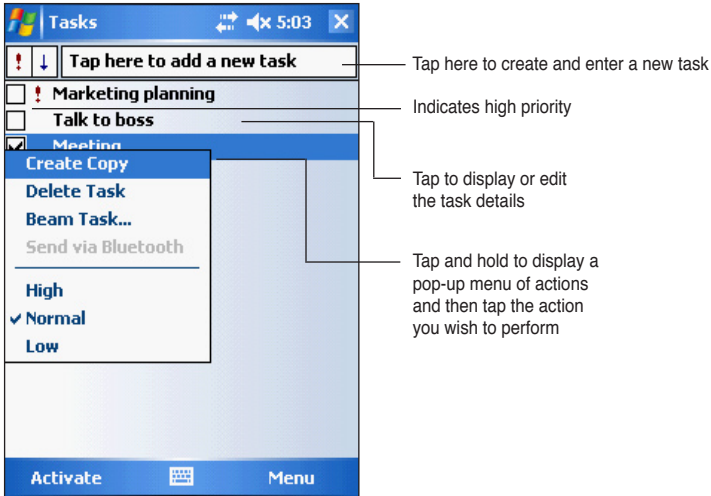 Tasks 5:03
! ↓ Tap here to add a new task
! Marketing planning
Talk to boss
Meeting
Create Copy
Delete Task
Beam Task...
Send via Bluetooth
High
Normal
Low
Activate Menu
Tap here to create and enter a new task
Indicates high priority
Tap to display or edit
the task details
Tap and hold to display a
pop-up menu of actions
and then tap the action
you wish to perform